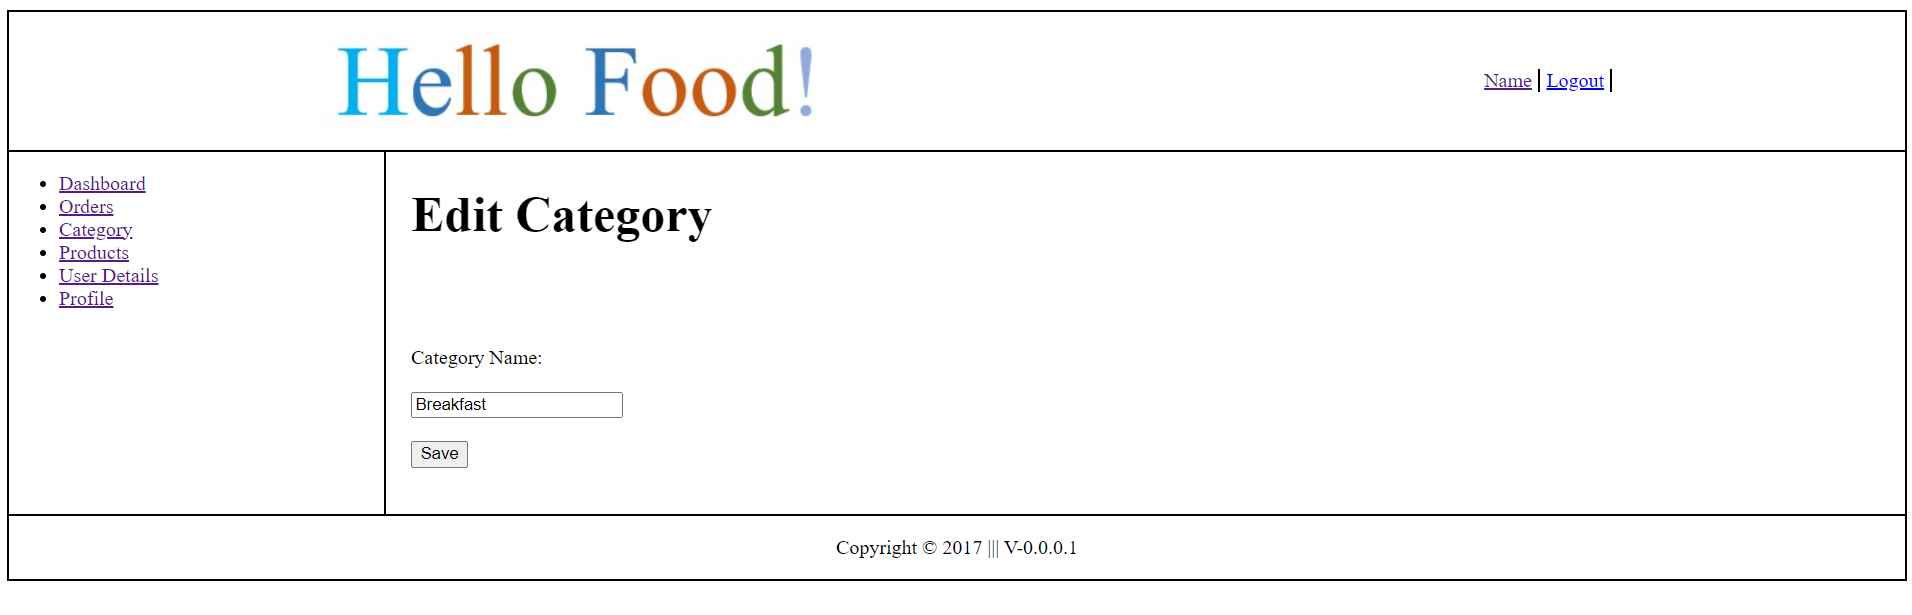 Hello Food!
Name | Logout |
Dashboard
Orders
Category
Products
User Details
Profile
Edit Category
Category Name:
Breakfast
Save
Copyright © 2017 ||| V-0.0.0.1